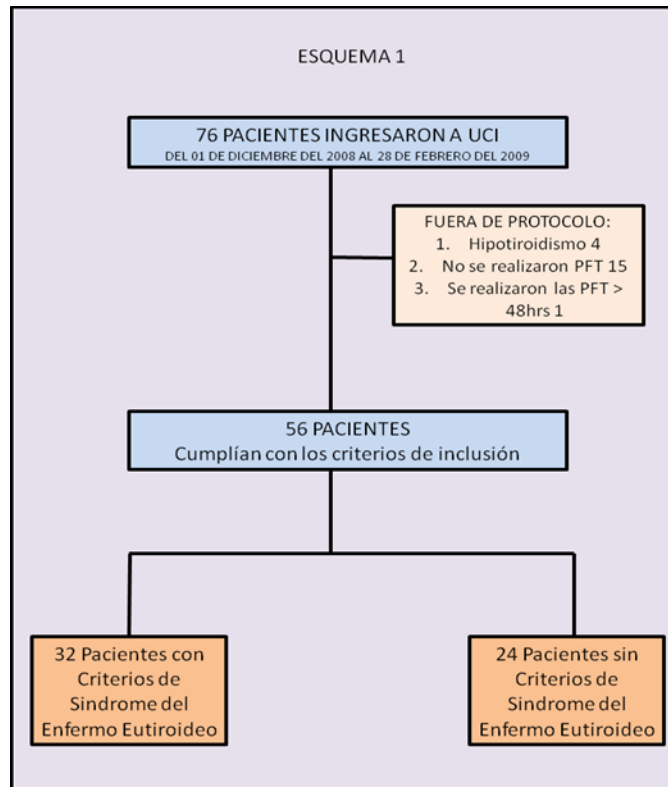 ESQUEMA 1
76 PACIENTES INGRESARON A UCI
DEL 01 DE DICIEMBRE DEL 2008 AL 28 DE FEBRERO DEL 2009
FUERA DE PROTOCOLO:
1. Hipotiroidismo 4
2. No se realizaron PFT 15
3. Se realizaron las PFT >
48hrs 1
56 PACIENTES
Cumplían con los criterios de inclusión
32 Pacientes con
Criterios de
Sindrome del
Enfermo Eutiroideo
24 Pacientes sin
Criterios de
Sindrome del
Enfermo Eutiroideo